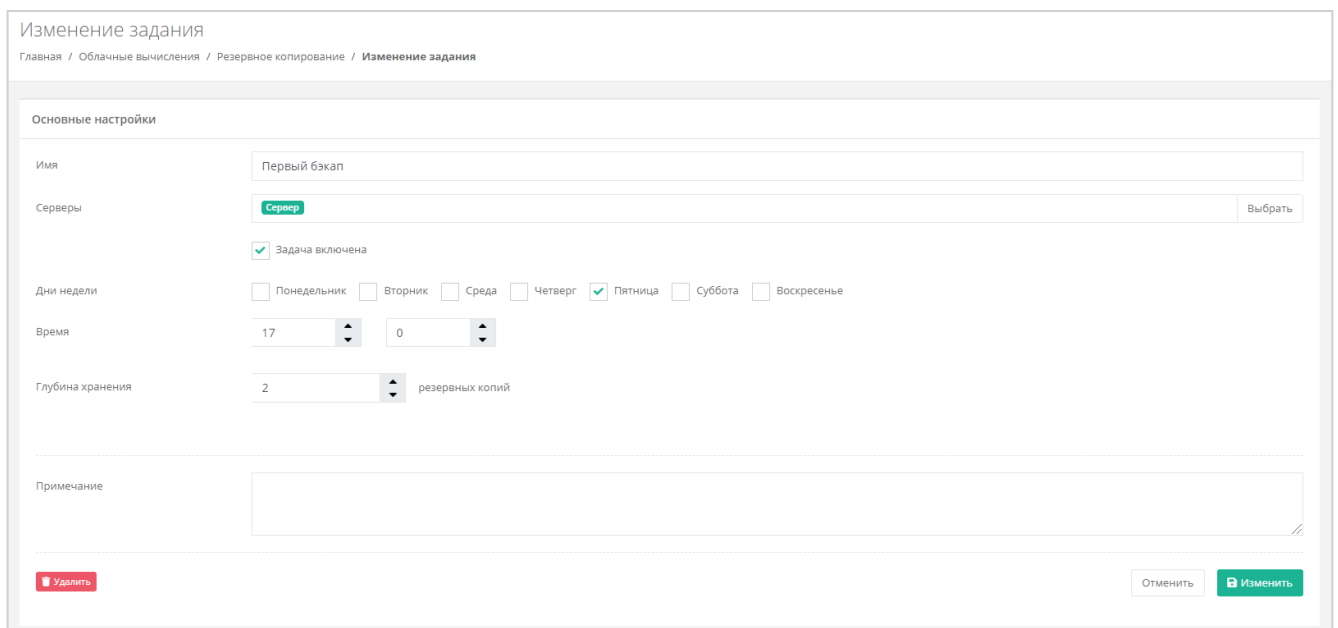 Изменение задания
Главная / Облачные вычисления / Резервное копирование / Изменение задания
Основные настройки
Имя
Первый бэкап
Серверы
Сервер
Выбрать
Задача включена
Дни недели
Понедельник Вторник Среда Четверг Пятница Суббота Воскресенье
Время
17 0
Глубина хранения
2 резервных копий
Примечание
Удалить
Отменить
Изменить